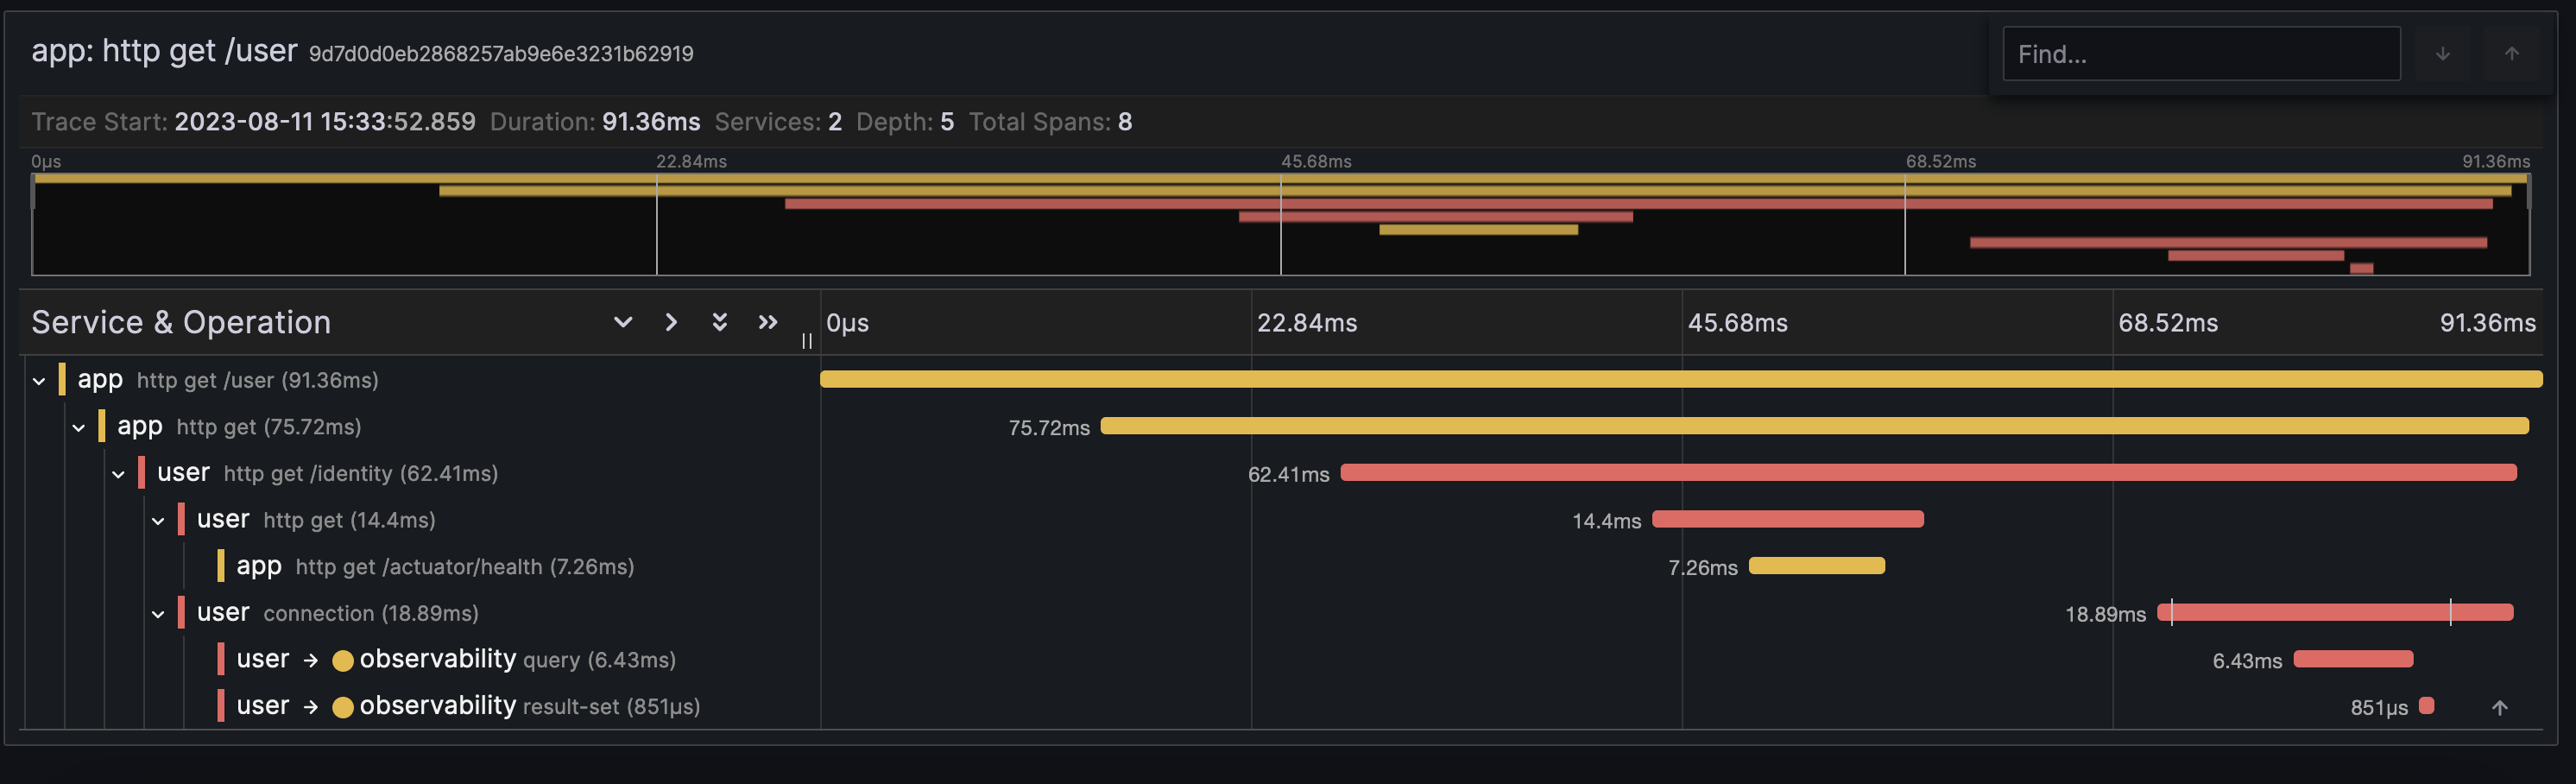 app: http get /user 9d7d0d0eb2868257ab9e6e3231b62919
Find...
Trace Start: 2023-08-11 15:33:52.859 Duration: 91.36ms Services: 2 Depth: 5 Total Spans: 8
0μs 22.84ms 45.68ms 68.52ms 91.36ms
Service & Operation 0μs 22.84ms 45.68ms 68.52ms 91.36ms
app http get /user (91.36ms)
app http get (75.72ms) 75.72ms
user http get /identity (62.41ms) 62.41ms
user http get (14.4ms) 14.4ms
app http get /actuator/health (7.26ms) 7.26ms
user connection (18.89ms) 18.89ms
user → observability query (6.43ms) 6.43ms
user → observability result-set (851μs) 851μs